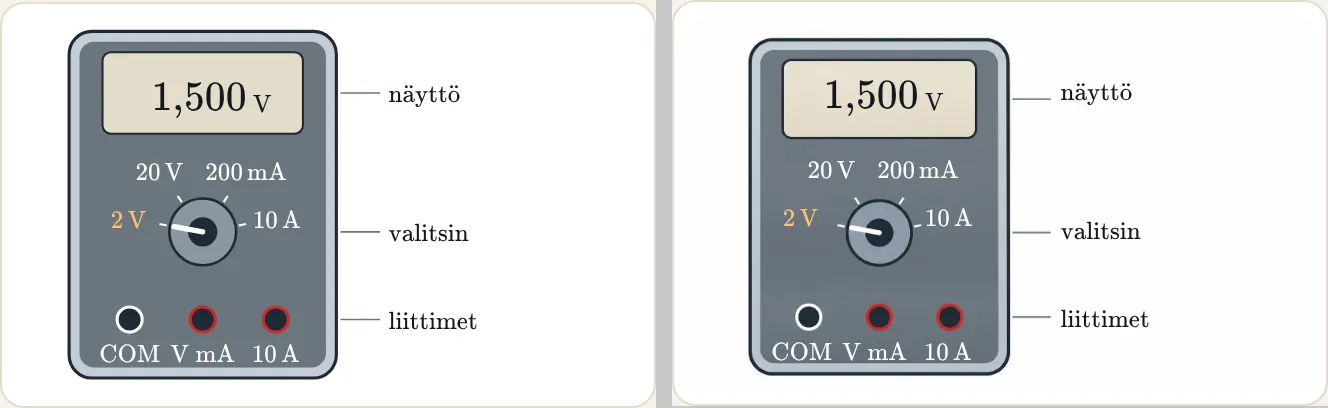 1,500 V
näyttö
20 V 200 mA
2 V 10 A
valitsin
liittimet
COM V mA 10 A
1,500 V
näyttö
20 V 200 mA
2 V 10 A
valitsin
liittimet
COM V mA 10 A